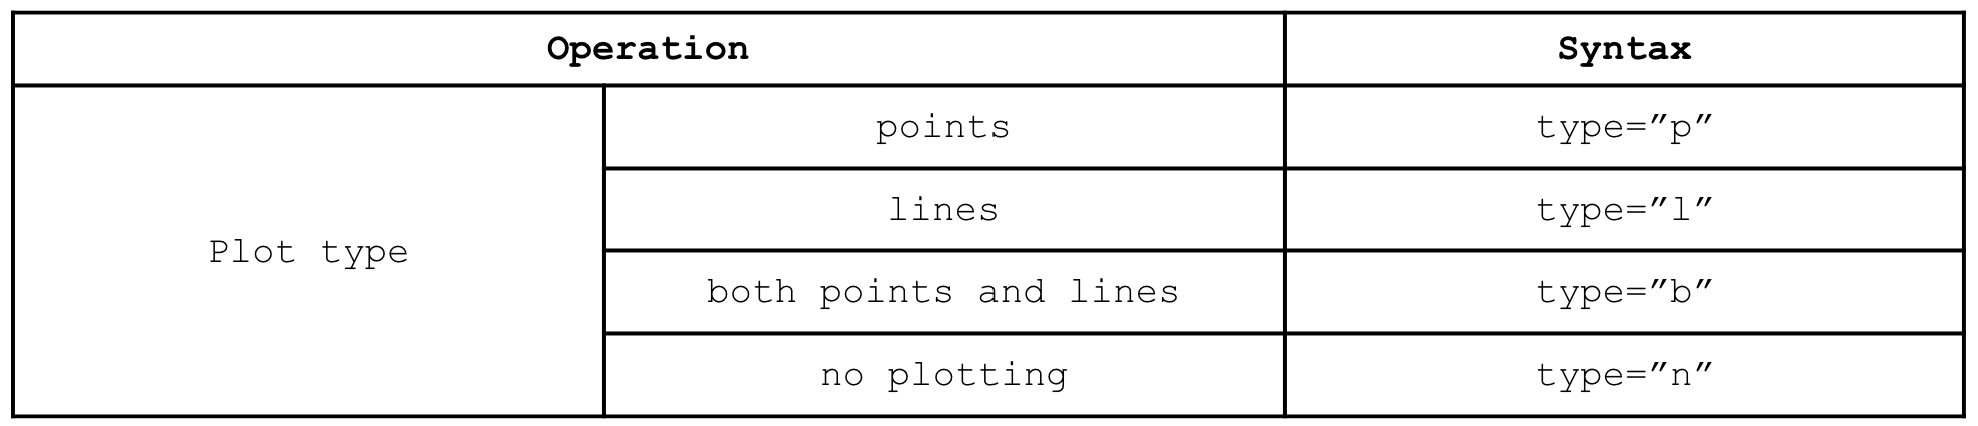 Operation
Syntax
Plot type
points
type=”p”
lines
type=”l”
both points and lines
type=”b”
no plotting
type=”n”